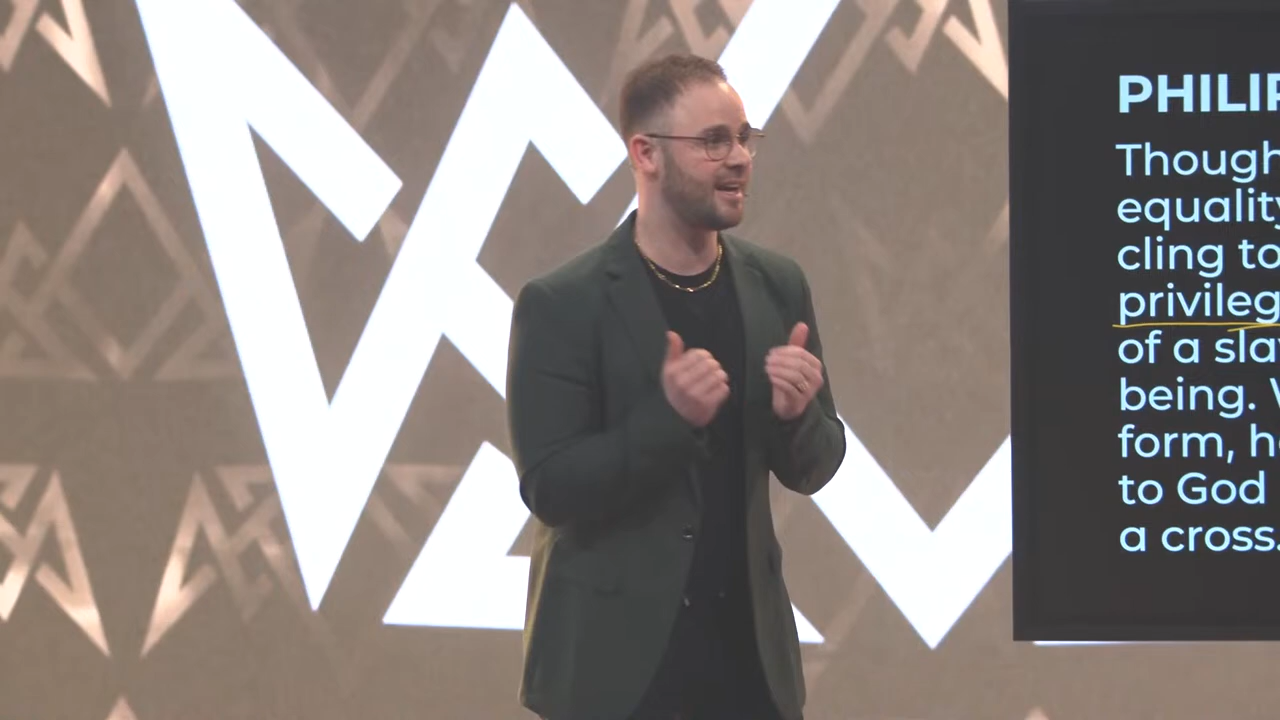 PHILIP
Though
equality
cling to
privileg
of a sla
being.
form, h
to God
a cross.